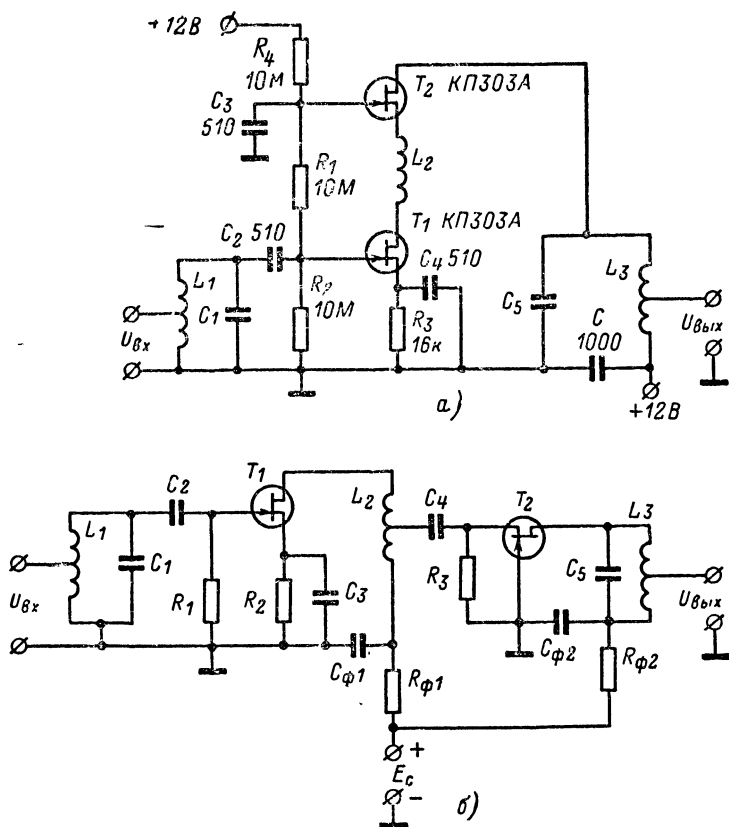 +12В
R4
10М
C3
510
T2 КП303А
R1
10М
L2
T1 КП303А
C2 510
C4 510
L1
C1
R2
10М
R3
16к
C5
L3
C
1000
Uвх
Uвых
+12В
а)
T1
C2
L1
C1
Uвх
R1
R2
C3
Cф1
L2
C4
T2
L3
R3
C5
Cф2
Rф1
Rф2
Uвых
+
Eс
-
б)